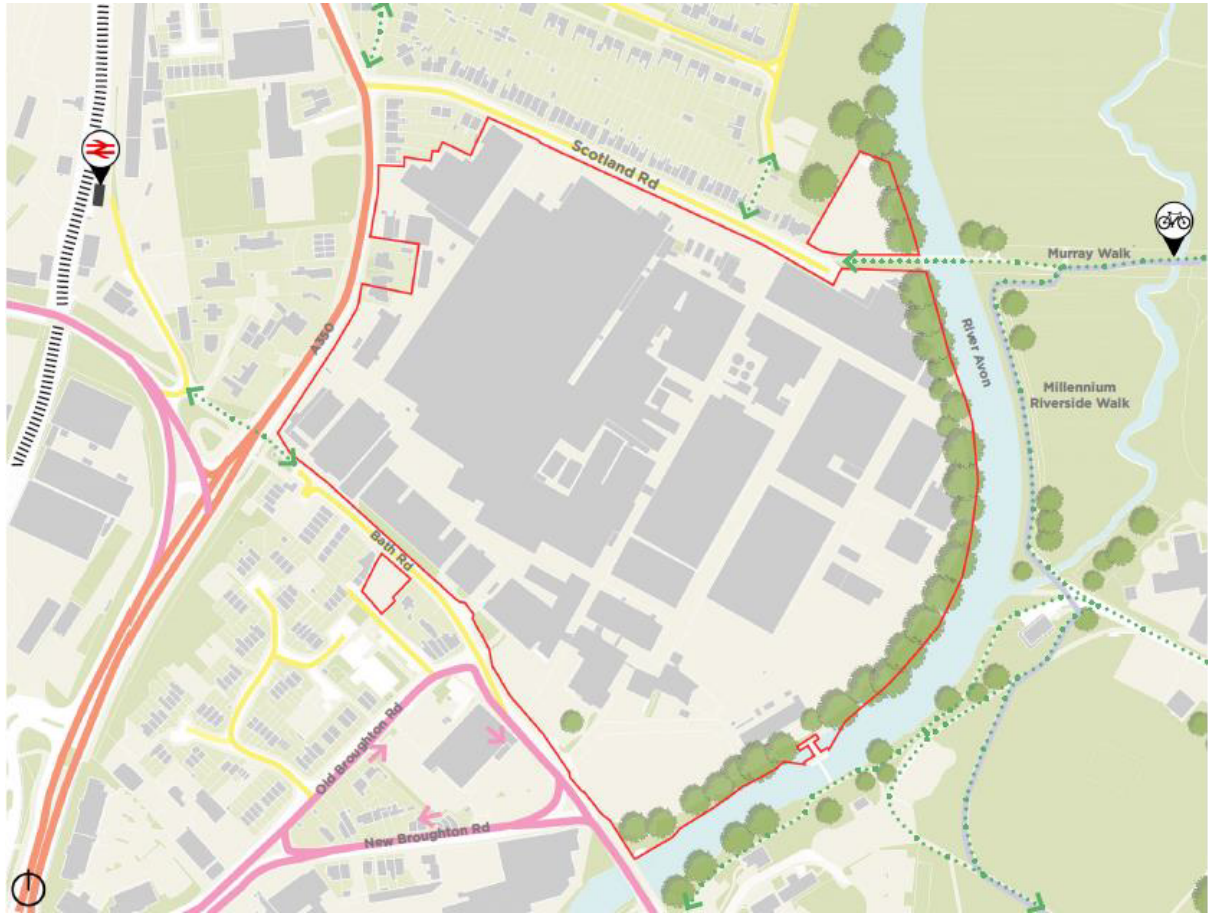 Scotland Rd
Murray Walk
A350
River Avon
Millennium
Riverside Walk
Bath Rd
Old Broughton Rd
New Broughton Rd